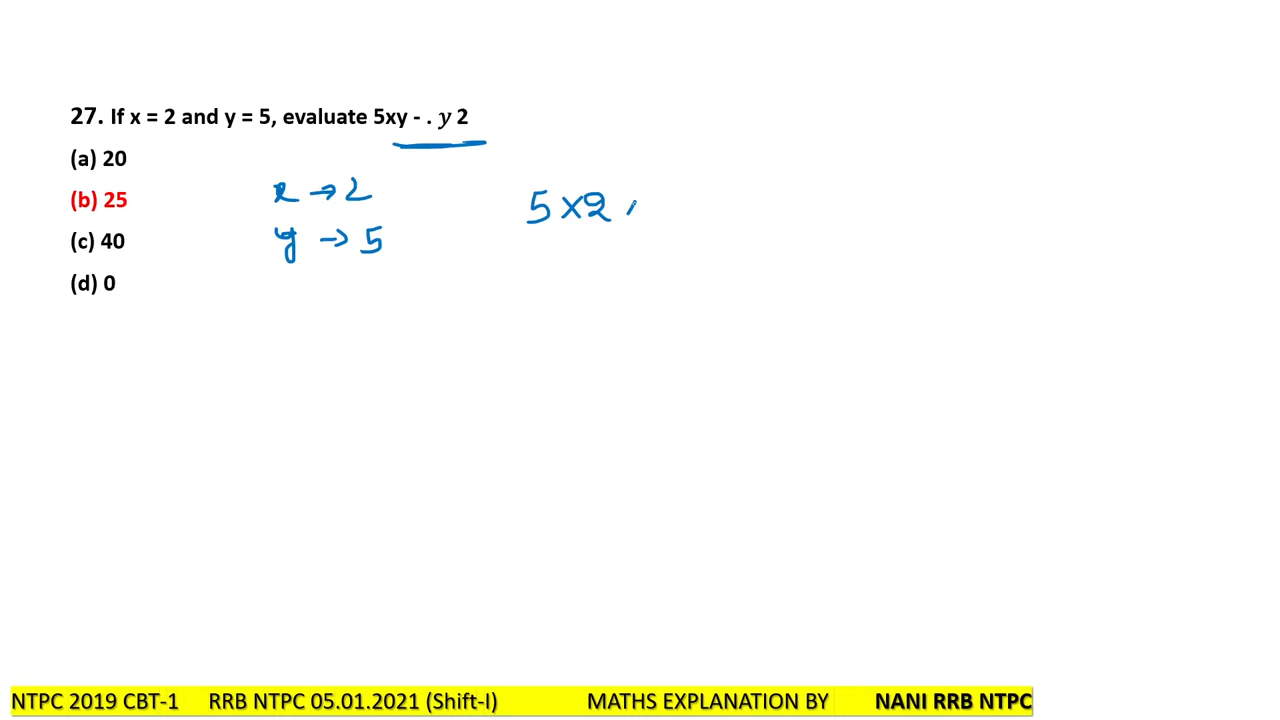 27. If x = 2 and y = 5, evaluate 5xy - . y 2
(a) 20
(b) 25
(c) 40
(d) 0
x → 2
y → 5
5 × 2
NTPC 2019 CBT-1 RRB NTPC 05.01.2021 (Shift-I) MATHS EXPLANATION BY NANI RRB NTPC